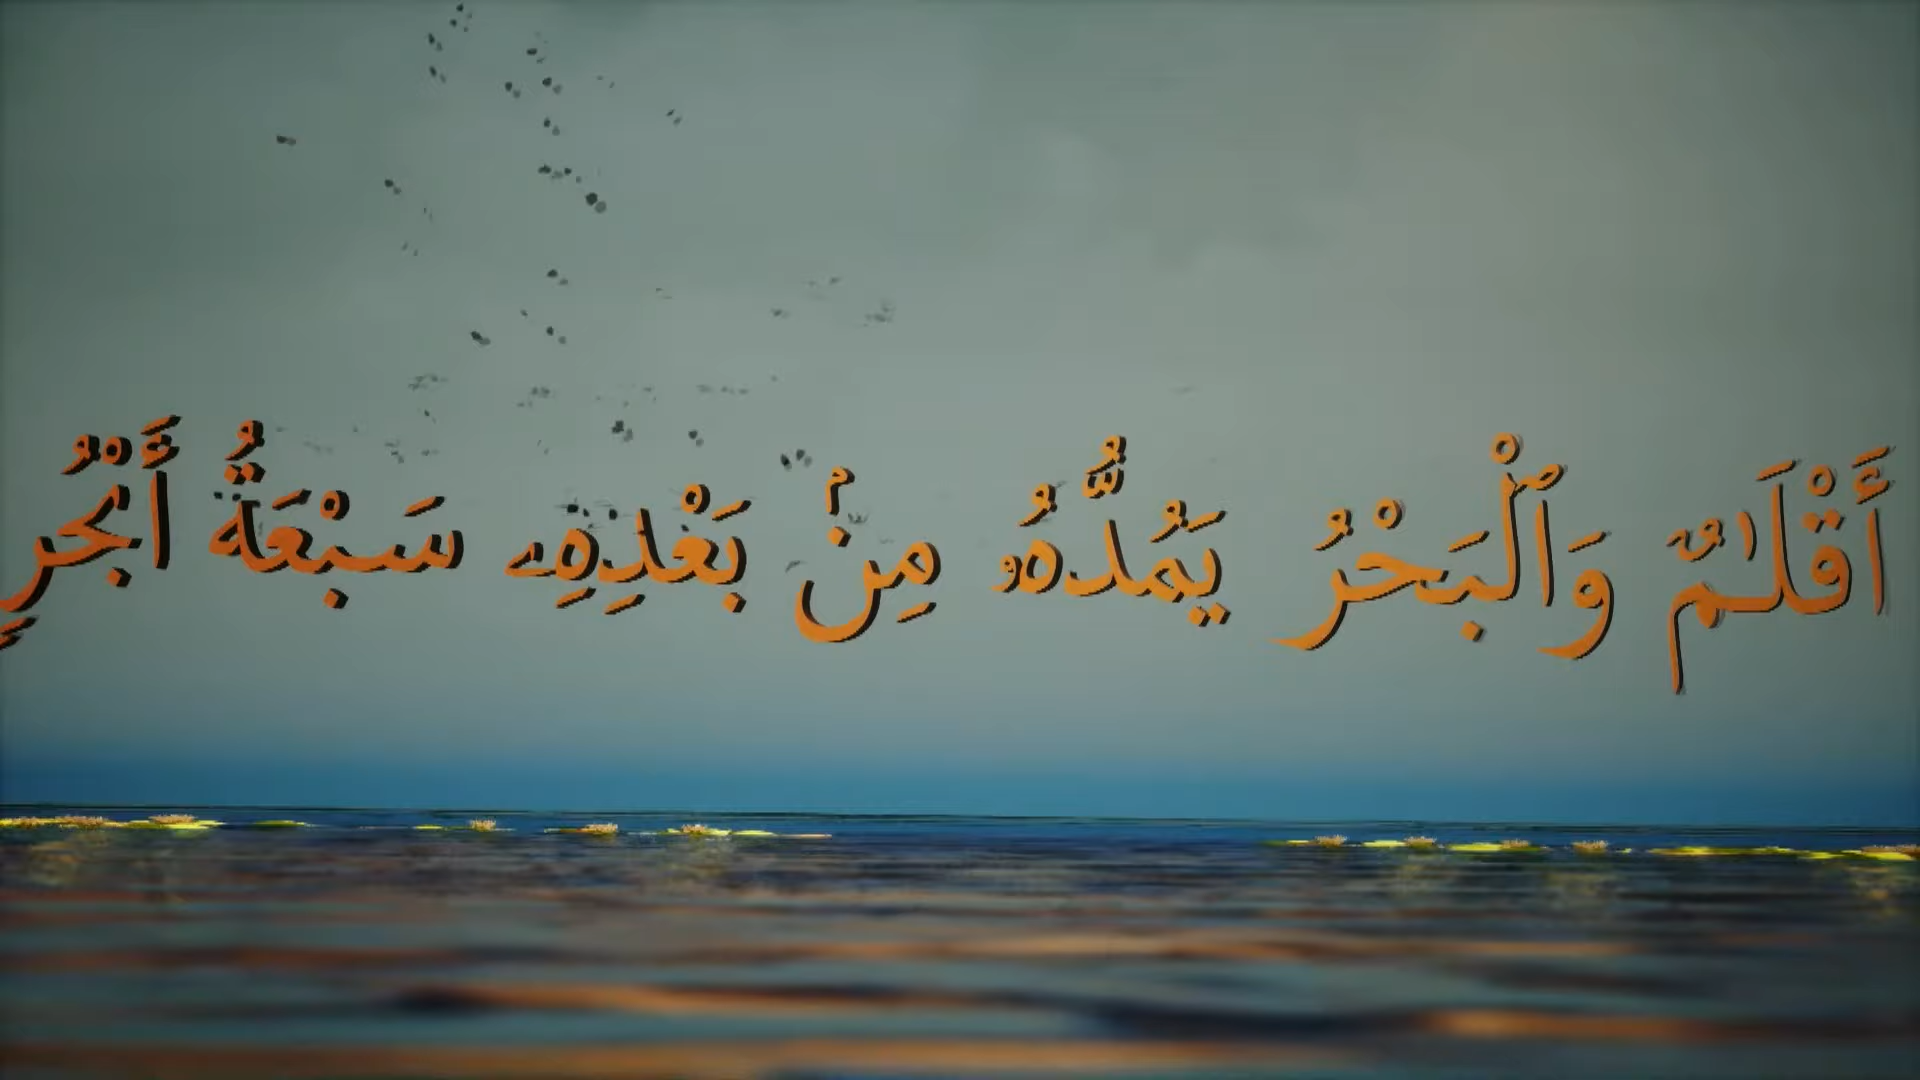 أَقْلَـٰمٌ وَٱلْبَحْرُ يَمُدُّهُۥ مِنۢ بَعْدِهِۦ سَبْعَةُ أَبْحُرٍ